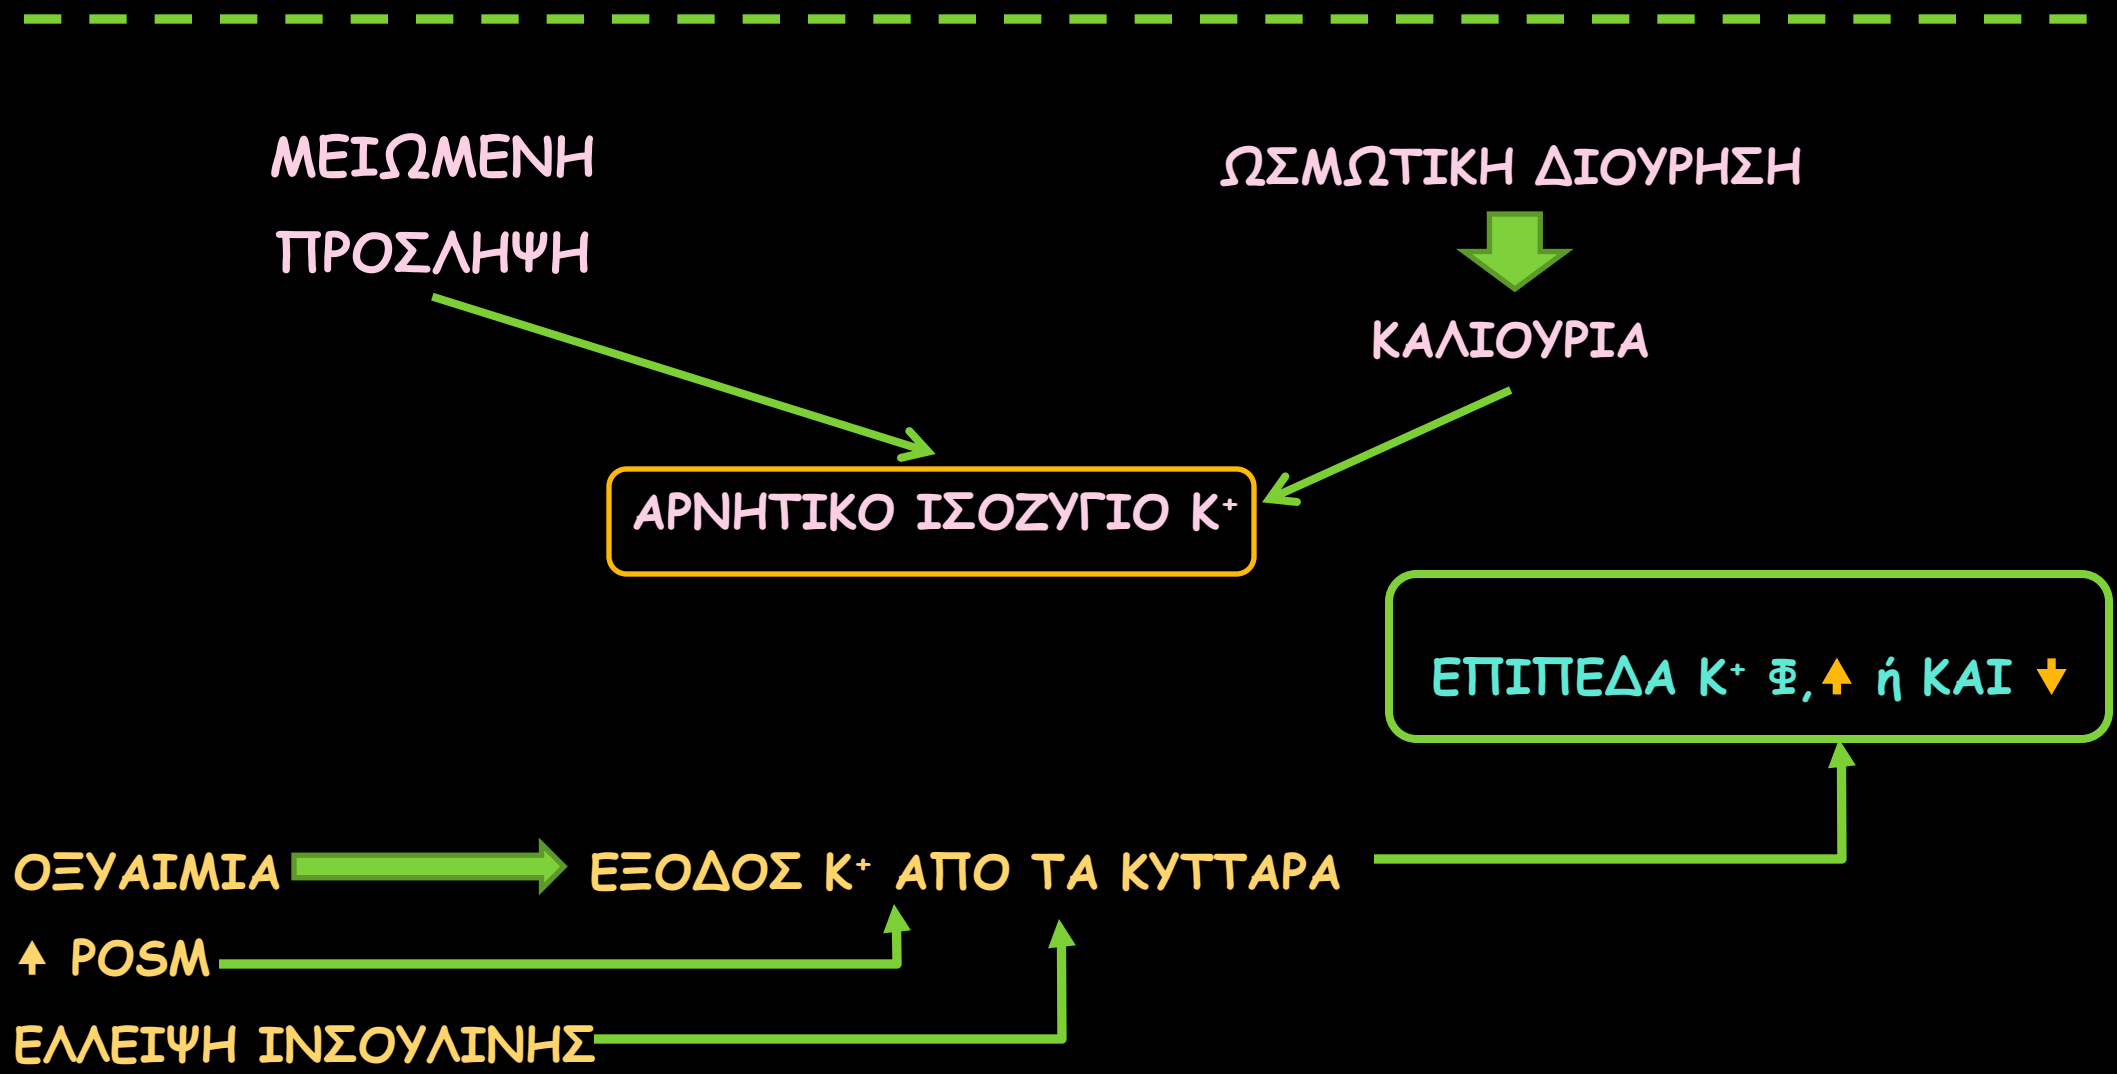 ΜΕΙΩΜΕΝΗ
ΠΡΟΣΛΗΨΗ
ΩΣΜΩΤΙΚΗ ΔΙΟΥΡΗΣΗ
ΚΑΛΙΟΥΡΙΑ
ΑΡΝΗΤΙΚΟ ΙΣΟΖΥΓΙΟ Κ⁺
ΕΠΙΠΕΔΑ Κ⁺ Φ,↑ ή ΚΑΙ ↓
ΟΞΥΑΙΜΙΑ
ΕΞΟΔΟΣ Κ⁺ ΑΠΟ ΤΑ ΚΥΤΤΑΡΑ
↑ POSM
ΕΛΛΕΙΨΗ ΙΝΣΟΥΛΙΝΗΣ